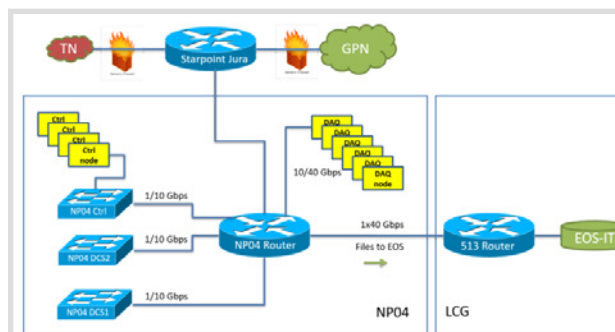 TN
Starpoint Jura
GPN
Ctrl
Ctrl
Ctrl
Ctrl
node
DAQ
DAQ
DAQ
DAQ
DAQ
DAQ
node
10/40 Gbps
NP04 Ctrl
1/10 Gbps
NP04 DCS2
1/10 Gbps
NP04 Router
1x40 Gbps
Files to EOS
513 Router
EOS-IT
NP04 DCS1
1/10 Gbps
NP04
LCG